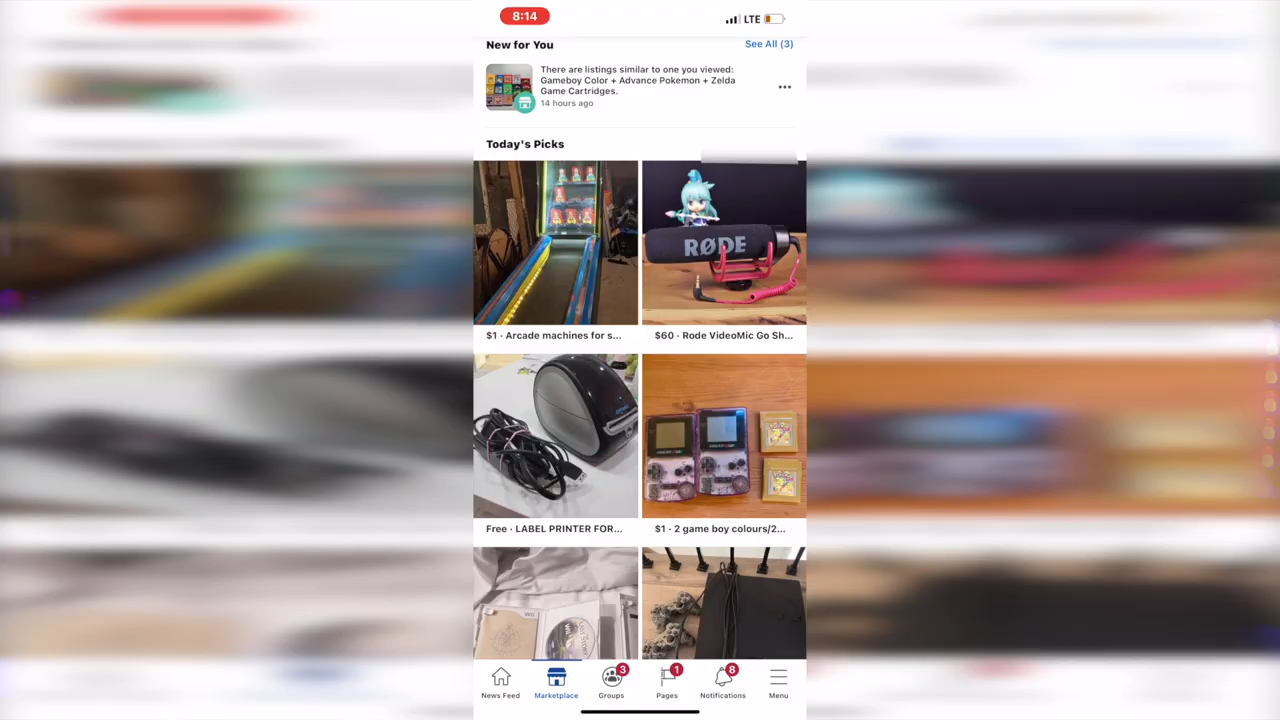 8:14
LTE
New for You
See All (3)
There are listings similar to one you viewed:
Gameboy Color + Advance Pokemon + Zelda
Game Cartridges.
14 hours ago
Today's Picks
RØDE
$1 · Arcade machines for s...
$60 · Rode VideoMic Go Sh...
Free · LABEL PRINTER FOR...
$1 · 2 game boy colours/2...
Wii
3
1
8
News Feed
Marketplace
Groups
Pages
Notifications
Menu